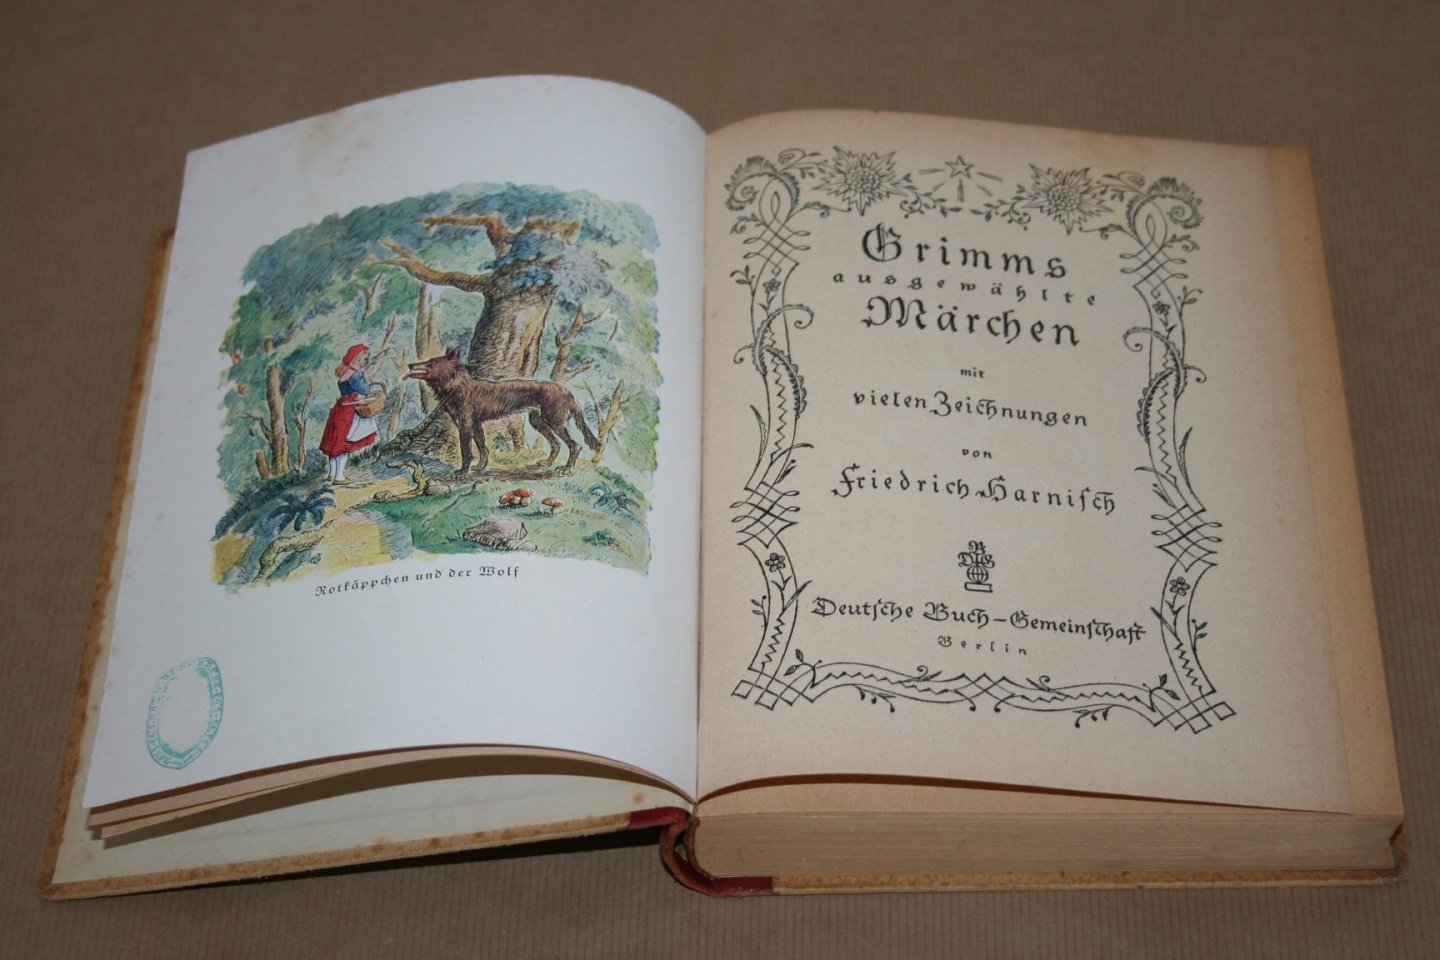 Rotkäppchen und der Wolf
Grimms
ausgewählte
Märchen
mit
vielen Zeichnungen
von
Friedrich Harnisch
Deutsche Buch-Gemeinschaft
Berlin